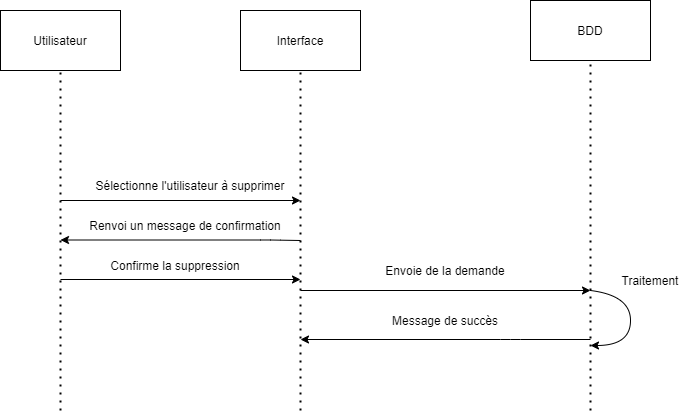 Utilisateur
Interface
BDD
Sélectionne l'utilisateur à supprimer
Renvoi un message de confirmation
Confirme la suppression
Envoie de la demande
Traitement
Message de succès